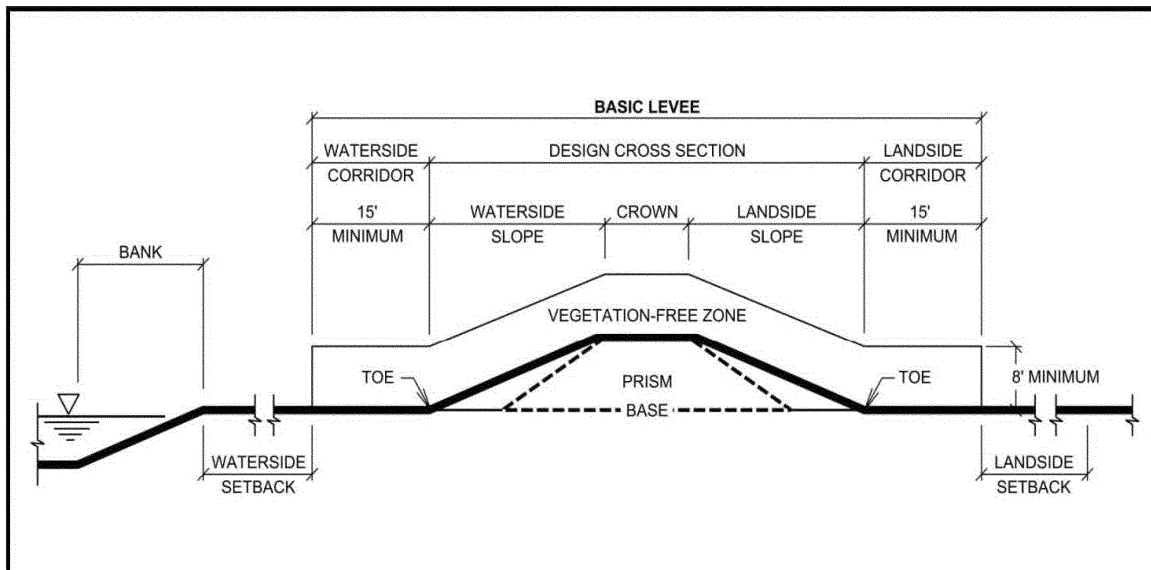 BASIC LEVEE
WATERSIDE
CORRIDOR
DESIGN CROSS SECTION
LANDSIDE
CORRIDOR
15'
MINIMUM
WATERSIDE
SLOPE
CROWN
LANDSIDE
SLOPE
15'
MINIMUM
BANK
VEGETATION-FREE ZONE
TOE
PRISM
TOE
8' MINIMUM
BASE
WATERSIDE
SETBACK
LANDSIDE
SETBACK